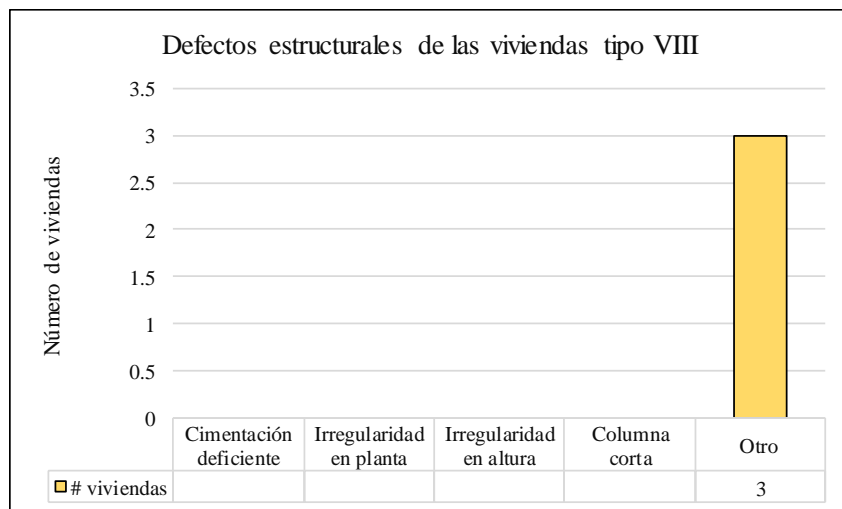 Defectos estructurales de las viviendas tipo VIII
Número de viviendas
3.5
3
2.5
2
1.5
1
0.5
0
Cimentación deficiente
Irregularidad en planta
Irregularidad en altura
Columna corta
Otro
# viviendas
3